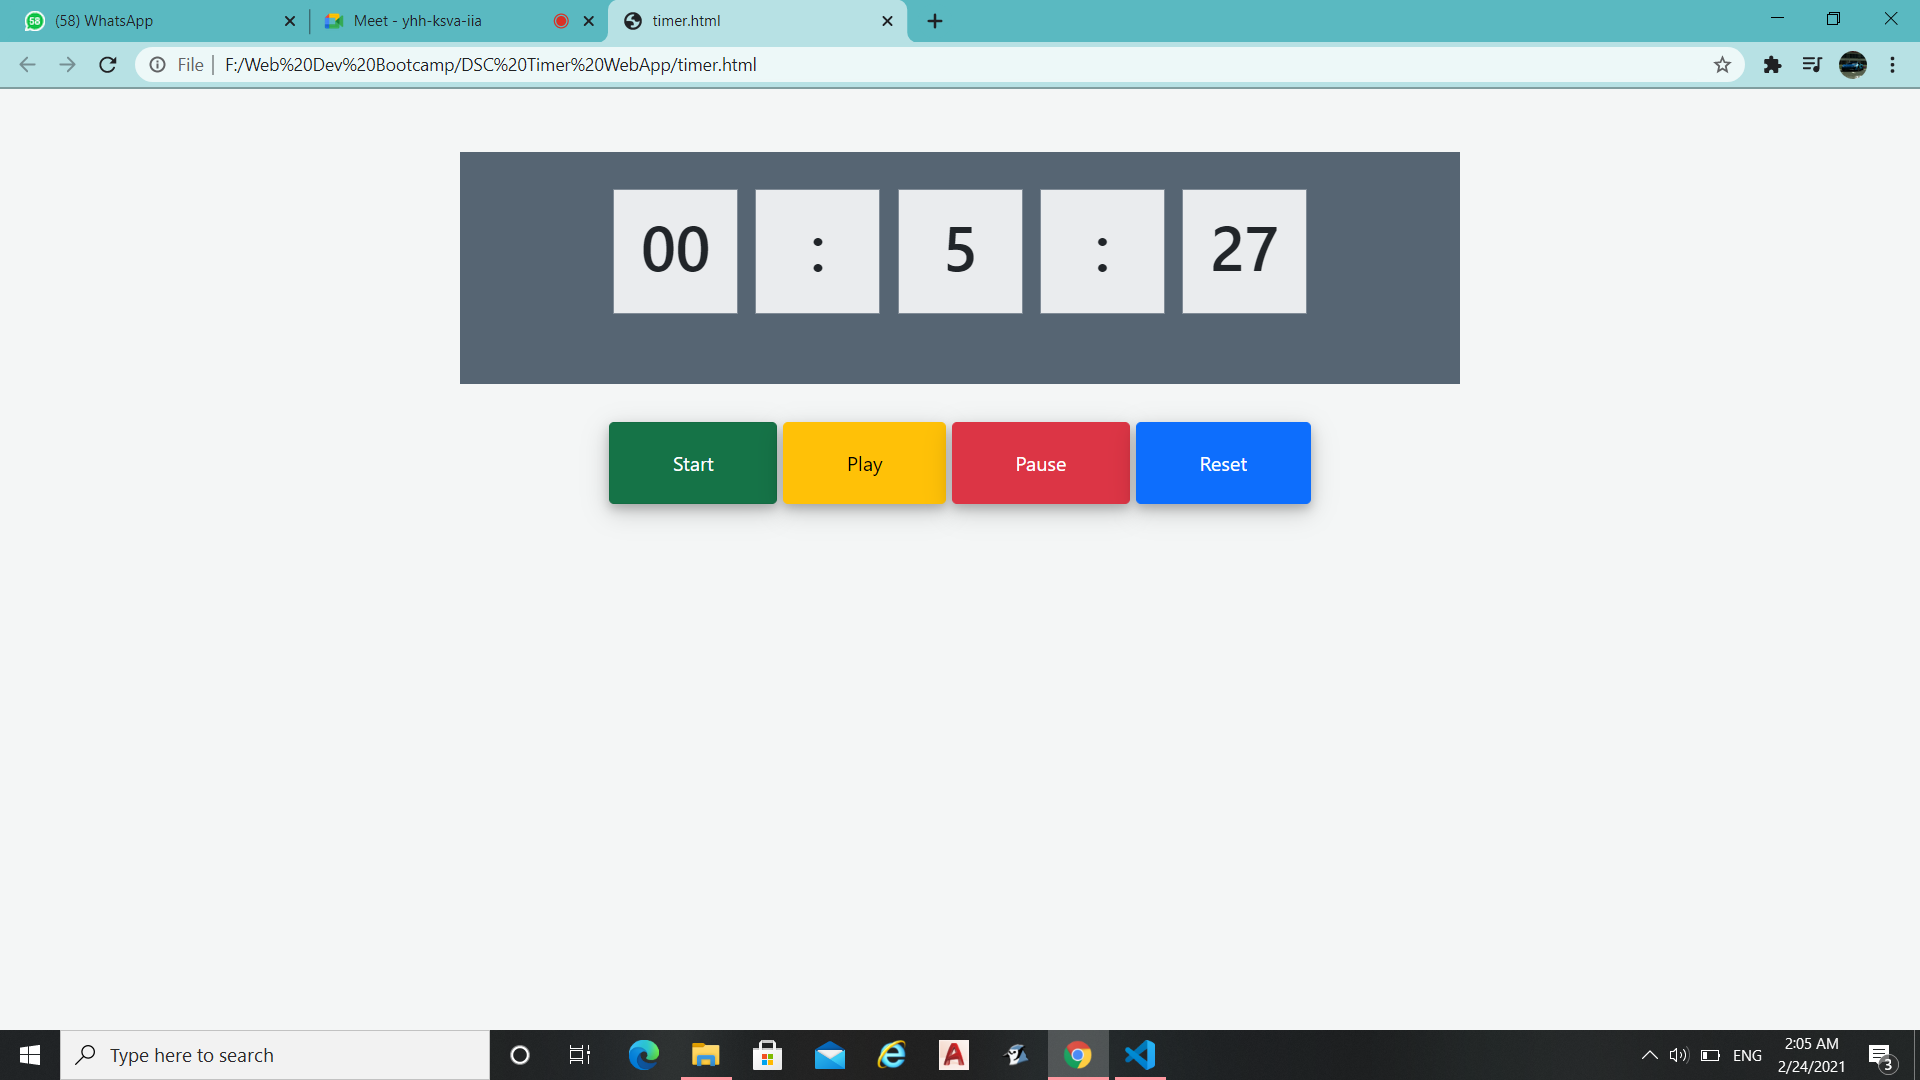 58 (58) WhatsApp
Meet - yhh-ksva-iia
timer.html
File | F:/Web%20Dev%20Bootcamp/DSC%20Timer%20WebApp/timer.html
00 : 5 : 27
Start Play Pause Reset
Type here to search
ENG
2:05 AM
2/24/2021
3